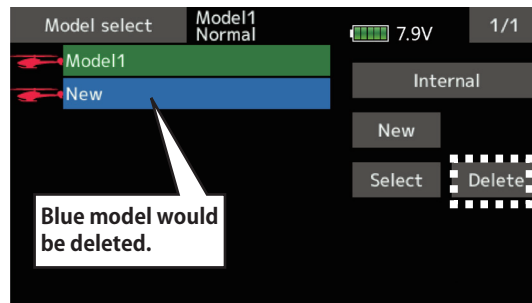 Model select
Model1
Normal
7.9V
1/1
Model1
Internal
New
New
Select
Delete
Blue model would
be deleted.